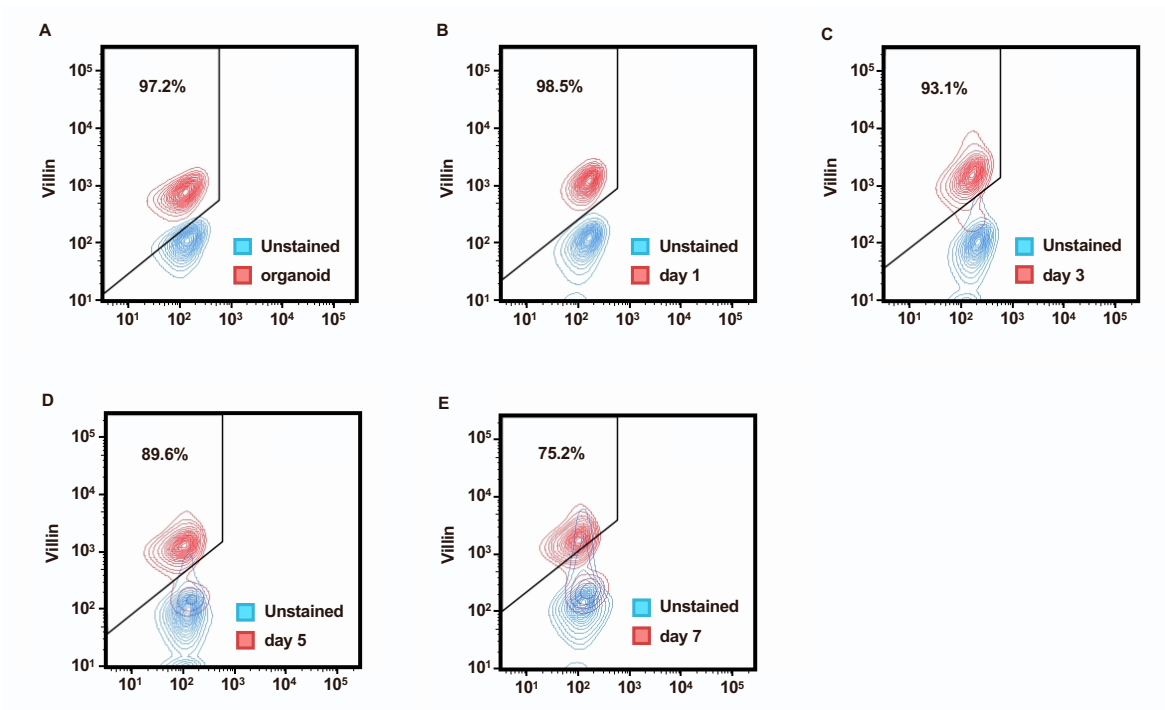 A
97.2%
Villin
10⁵
10⁴
10³
10²
10¹
Unstained
organoid
10¹ 10² 10³ 10⁴ 10⁵
B
98.5%
Villin
10⁵
10⁴
10³
10²
10¹
Unstained
day 1
10¹ 10² 10³ 10⁴ 10⁵
C
93.1%
Villin
10⁵
10⁴
10³
10²
10¹
Unstained
day 3
10¹ 10² 10³ 10⁴ 10⁵
D
89.6%
Villin
10⁵
10⁴
10³
10²
10¹
Unstained
day 5
10¹ 10² 10³ 10⁴ 10⁵
E
75.2%
Villin
10⁵
10⁴
10³
10²
10¹
Unstained
day 7
10¹ 10² 10³ 10⁴ 10⁵